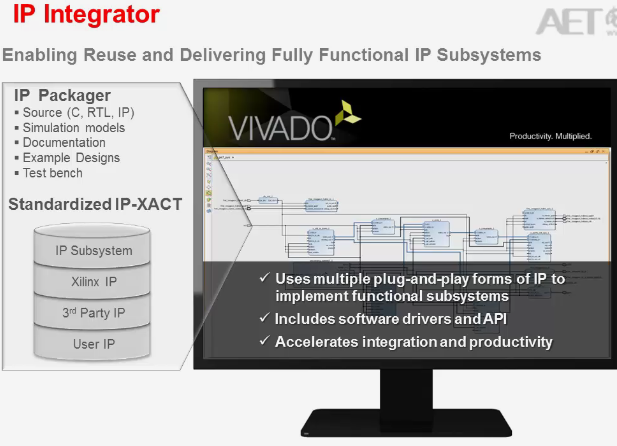 IP Integrator
AET
Enabling Reuse and Delivering Fully Functional IP Subsystems
IP Packager
▪ Source (C, RTL, IP)
▪ Simulation models
▪ Documentation
▪ Example Designs
▪ Test bench
Standardized IP-XACT
IP Subsystem
Xilinx IP
3rd Party IP
User IP
VIVADO
Productivity. Multiplied.
✓ Uses multiple plug-and-play forms of IP to
implement functional subsystems
✓ Includes software drivers and API
✓ Accelerates integration and productivity